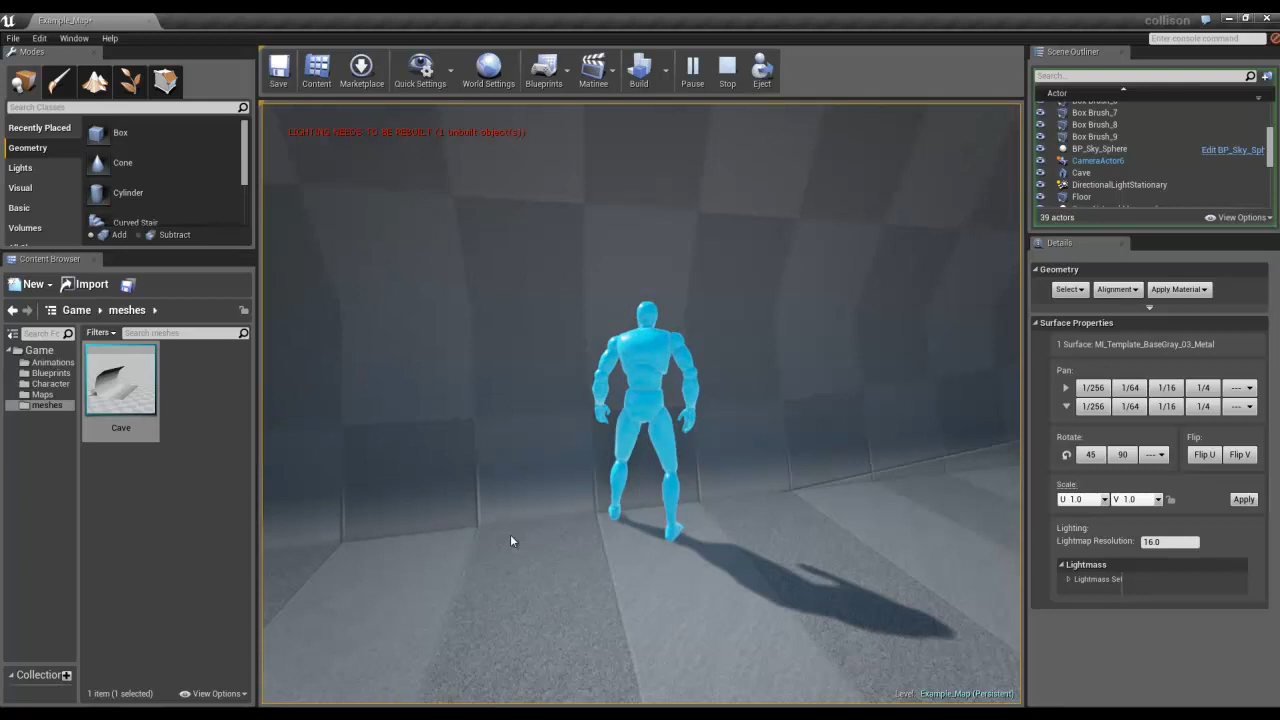 Example_Map*
collison
File Edit Window Help
Enter console command
Modes
Search Classes
Recently Placed
Geometry
Lights
Visual
Basic
Volumes
Box
Cone
Cylinder
Curved Stair
Add Subtract
Save Content Marketplace Quick Settings World Settings Blueprints Matinee Build Pause Stop Eject
LIGHTING NEEDS TO BE REBUILT (1 unbuilt object(s))
Level: Example_Map (Persistent)
Content Browser
New Import
Game meshes
Filters Search meshes
Game
Animations
Blueprints
Character
Maps
meshes
Cave
Collection
1 item (1 selected) View Options
Scene Outliner
Search...
Actor
Box Brush_6
Box Brush_7
Box Brush_8
Box Brush_9
BP_Sky_Sphere Edit BP_Sky_Sph
CameraActor6
Cave
DirectionalLightStationary
Floor
39 actors View Options
Details
Geometry
Select Alignment Apply Material
Surface Properties
1 Surface: MI_Template_BaseGray_03_Metal
Pan:
1/256 1/64 1/16 1/4 ---
1/256 1/64 1/16 1/4 ---
Rotate: Flip:
45 90 --- Flip U Flip V
Scale:
U 1.0 V 1.0 Apply
Lighting:
Lightmap Resolution: 16.0
Lightmass
Lightmass Set